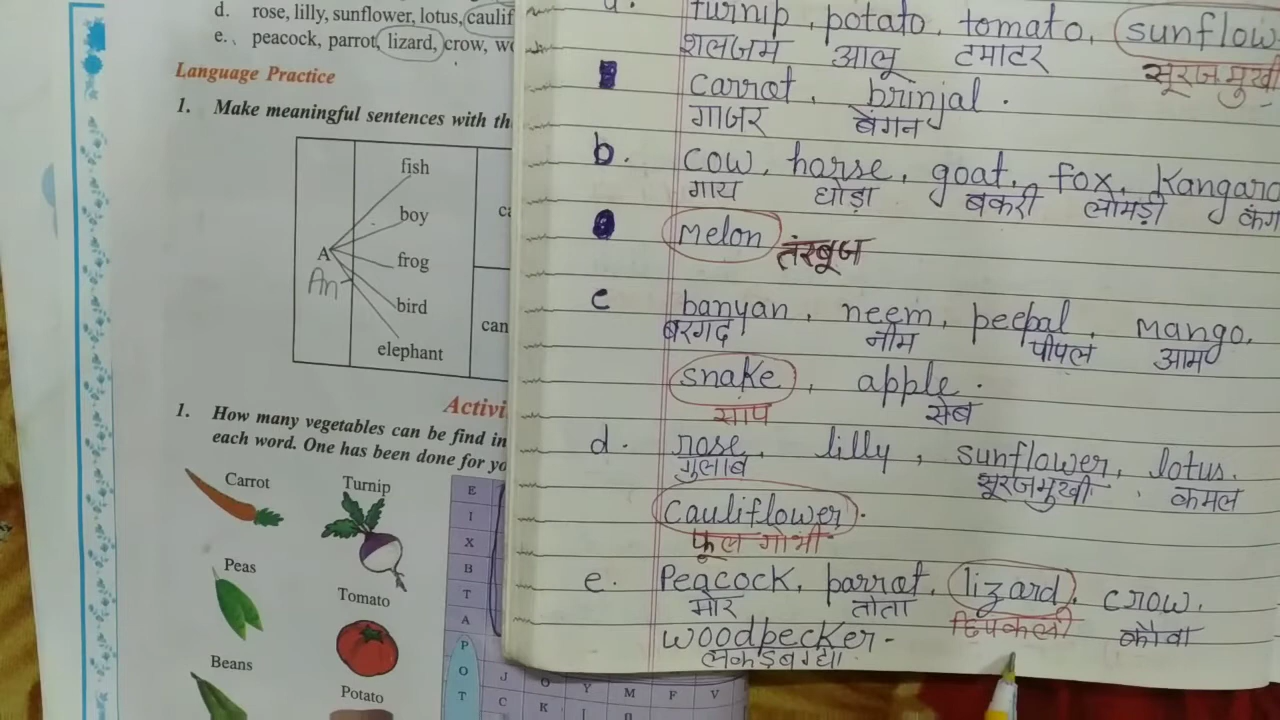 d. rose, lilly, sunflower, lotus, caulif
e. peacock, parrot, lizard, crow,
Language Practice
1. Make meaningful sentences with th
fish
boy
A
frog
An
bird
can
elephant
Activi
1. How many vegetables can be find in
each word. One has been done for yo
Carrot
Turnip
Peas
Tomato
Beans
Potato
E
I
X
B
T
A
P
O
T
J O Y M F V
C K
turnip, potato, tomato, sunflow
शलजम आलू टमाटर सूरजमुखी
carrot, brinjal.
गाजर बैंगन
b. cow, horse, goat, fox, Kangaro
गाय घोड़ा बकरी लोमड़ी कंग
melon तरबूज
c banyan, neem, peepal, mango,
बरगद नीम पीपल आम
snake, apple.
साप सेब
d. rose, lilly, sunflower, lotus.
गुलाब सूरजमुखी कमल
cauliflower.
फूल गोभी
e. Peacock, parrot, lizard, crow.
मोर तोता छिपकली कौवा
woodpecker-
लकड़बग्घा